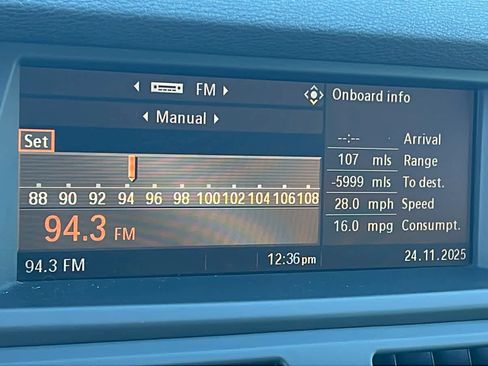 FM
Manual
Set
88 90 92 94 96 98 100 102 104 106 108
94.3 FM
94.3 FM
12:36 pm
Onboard info
--:-- Arrival
107 mls Range
-5999 mls To dest.
28.0 mph Speed
16.0 mpg Consumpt.
24.11.2025